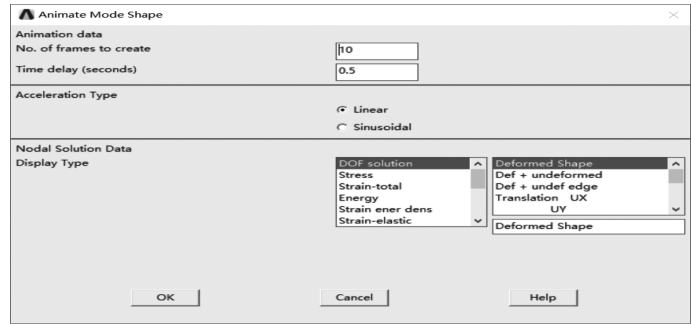 Animate Mode Shape
Animation data
No. of frames to create 10
Time delay (seconds) 0.5
Acceleration Type
Linear
Sinusoidal
Nodal Solution Data
Display Type
DOF solution
Stress
Strain-total
Energy
Strain ener dens
Strain-elastic
Deformed Shape
Def + undeformed
Def + undef edge
Translation UX
UY
Deformed Shape
OK Cancel Help